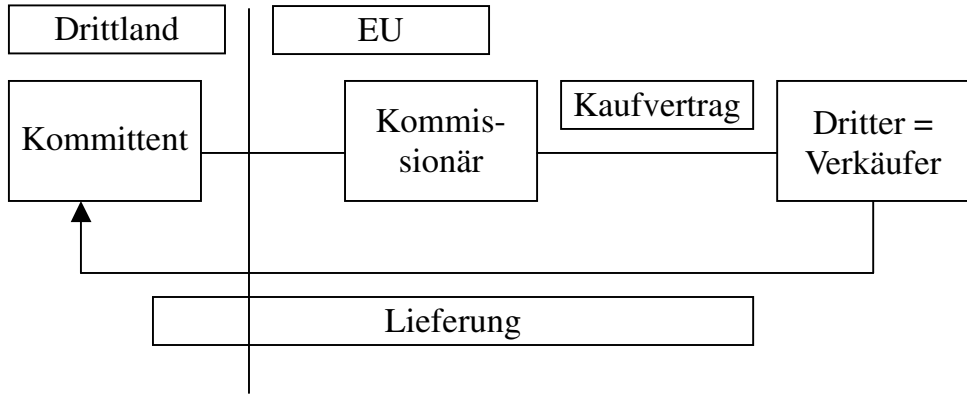 Drittland
EU
Kommittent
Kommis-
sionär
Kaufvertrag
Dritter =
Verkäufer
Lieferung